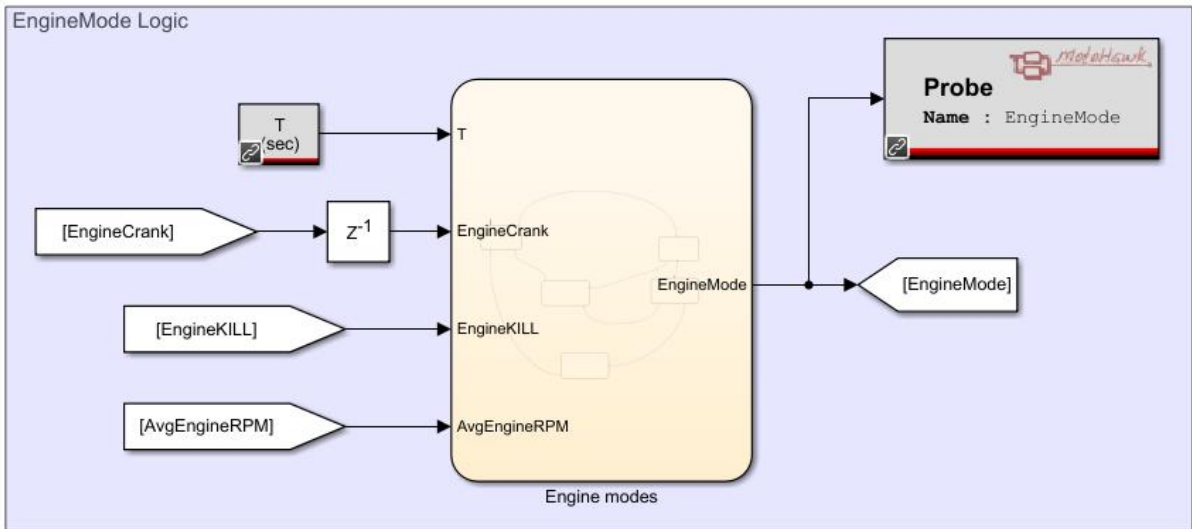 EngineMode Logic
MotoHawk
Probe
Name : EngineMode
T
(sec)
T
[EngineCrank]
Z-1
EngineCrank
EngineMode
[EngineMode]
[EngineKILL]
EngineKILL
[AvgEngineRPM]
AvgEngineRPM
Engine modes